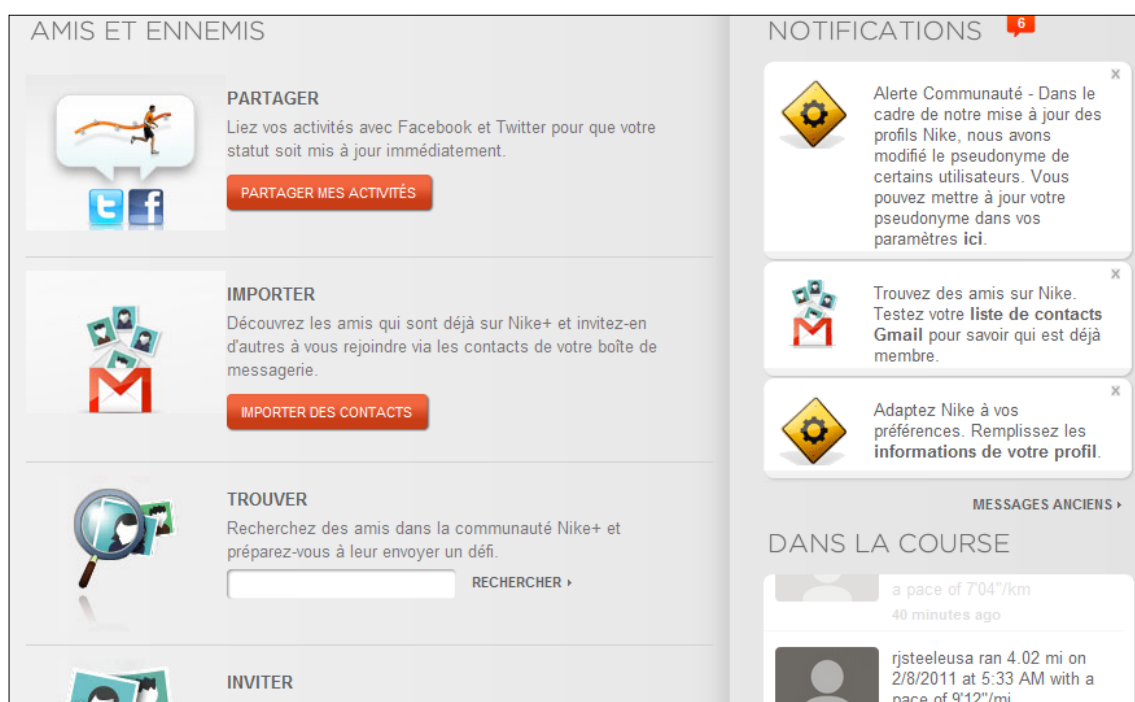 AMIS ET ENNEMIS
PARTAGER
Liez vos activités avec Facebook et Twitter pour que votre
statut soit mis à jour immédiatement.
PARTAGER MES ACTIVITÉS
IMPORTER
Découvrez les amis qui sont déjà sur Nike+ et invitez-en
d'autres à vous rejoindre via les contacts de votre boîte de
messagerie.
IMPORTER DES CONTACTS
TROUVER
Recherchez des amis dans la communauté Nike+ et
préparez-vous à leur envoyer un défi.
RECHERCHER
INVITER
NOTIFICATIONS 6
x
Alerte Communauté - Dans le
cadre de notre mise à jour des
profils Nike, nous avons
modifié le pseudonyme de
certains utilisateurs. Vous
pouvez mettre à jour votre
pseudonyme dans vos
paramètres ici.
x
Trouvez des amis sur Nike.
Testez votre liste de contacts
Gmail pour savoir qui est déjà
membre.
x
Adaptez Nike à vos
préférences. Remplissez les
informations de votre profil.
MESSAGES ANCIENS
DANS LA COURSE
a pace of 7'04"/km
40 minutes ago
rjsteeleusa ran 4.02 mi on
2/8/2011 at 5:33 AM with a
pace of 9'12"/mi